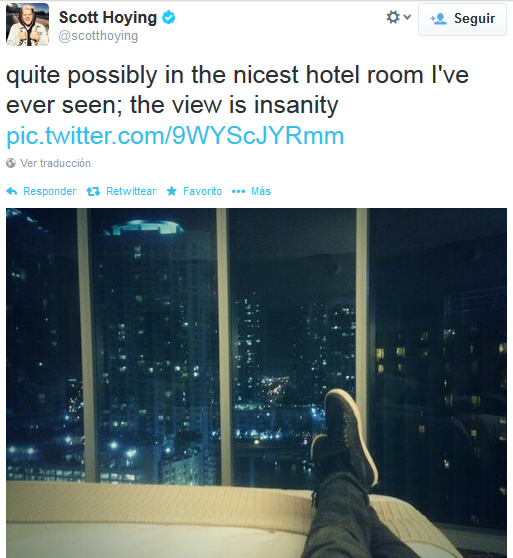 Scott Hoying
@scotthoying
Seguir
quite possibly in the nicest hotel room I've
ever seen; the view is insanity
pic.twitter.com/9WYScJYRmm
Ver traducción
Responder Retwittear Favorito Más